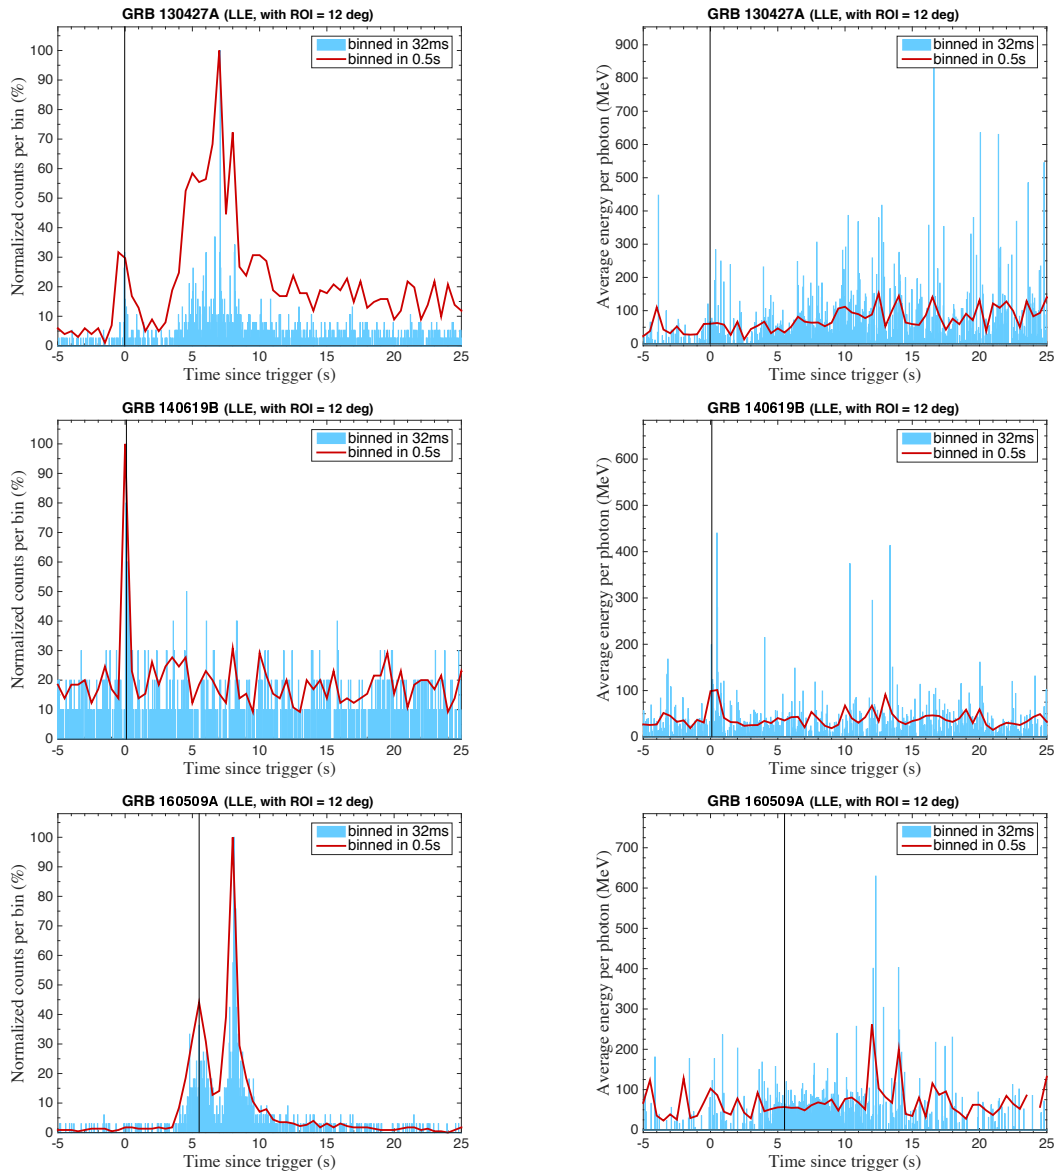 GRB 130427A (LLE, with ROI = 12 deg)
binned in 32ms
binned in 0.5s
Normalized counts per bin (%)
100
90
80
70
60
50
40
30
20
10
0
-5 0 5 10 15 20 25
Time since trigger (s)
GRB 130427A (LLE, with ROI = 12 deg)
binned in 32ms
binned in 0.5s
Average energy per photon (MeV)
900
800
700
600
500
400
300
200
100
0
-5 0 5 10 15 20 25
Time since trigger (s)
GRB 140619B (LLE, with ROI = 12 deg)
binned in 32ms
binned in 0.5s
Normalized counts per bin (%)
100
90
80
70
60
50
40
30
20
10
0
-5 0 5 10 15 20 25
Time since trigger (s)
GRB 140619B (LLE, with ROI = 12 deg)
binned in 32ms
binned in 0.5s
Average energy per photon (MeV)
600
500
400
300
200
100
0
-5 0 5 10 15 20 25
Time since trigger (s)
GRB 160509A (LLE, with ROI = 12 deg)
binned in 32ms
binned in 0.5s
Normalized counts per bin (%)
100
90
80
70
60
50
40
30
20
10
0
-5 0 5 10 15 20 25
Time since trigger (s)
GRB 160509A (LLE, with ROI = 12 deg)
binned in 32ms
binned in 0.5s
Average energy per photon (MeV)
700
600
500
400
300
200
100
0
-5 0 5 10 15 20 25
Time since trigger (s)